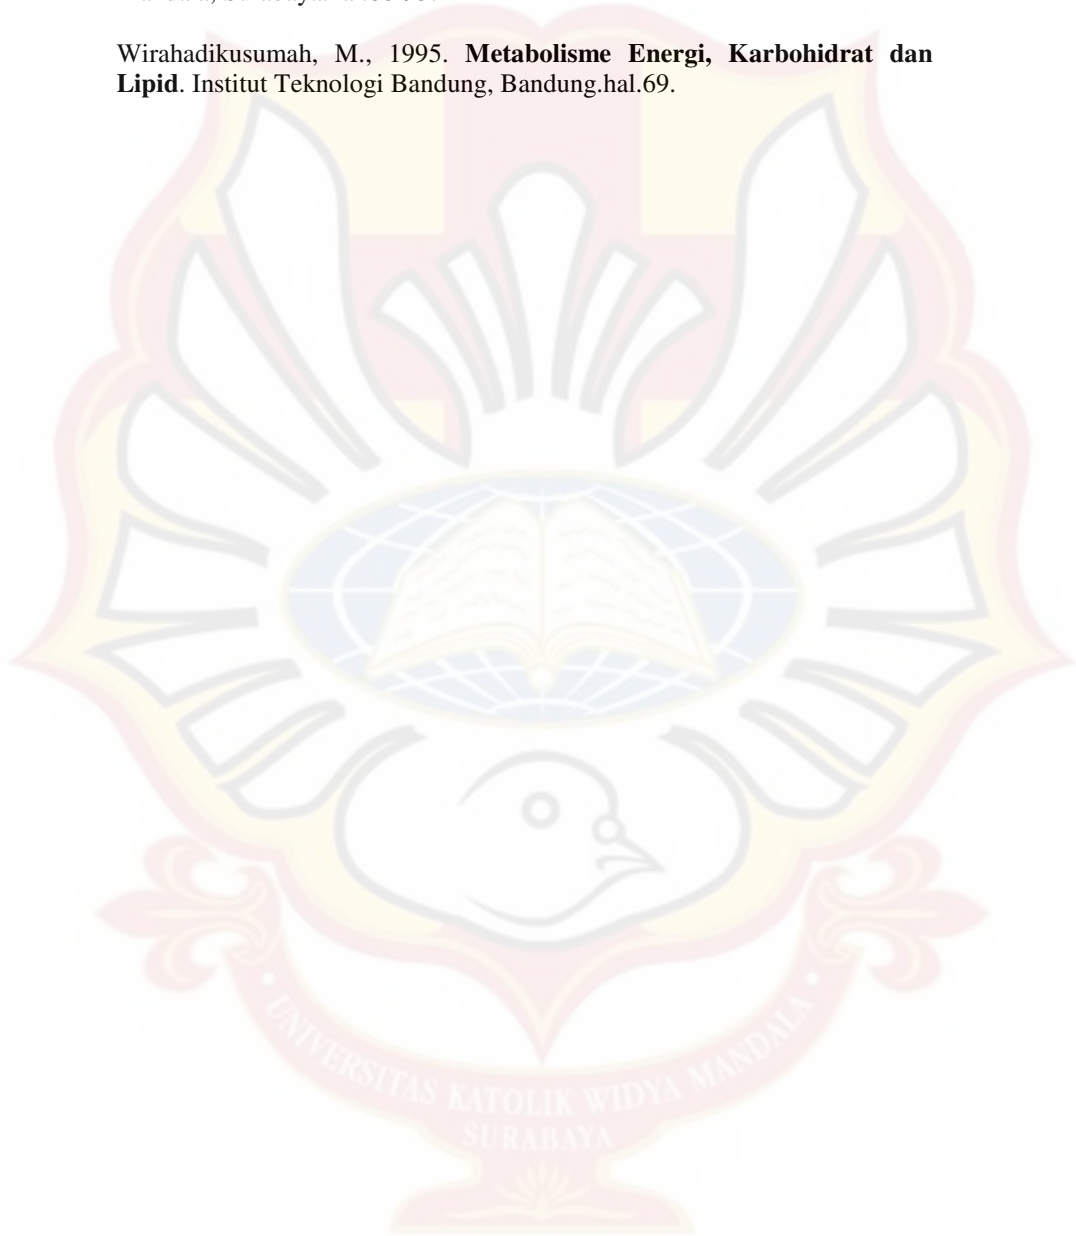 Wirahadikusumah, M., 1995. Metabolisme Energi, Karbohidrat dan
Lipid. Institut Teknologi Bandung, Bandung.hal.69.
UNIVERSITAS KATOLIK WIDYA MANDALA
SURABAYA